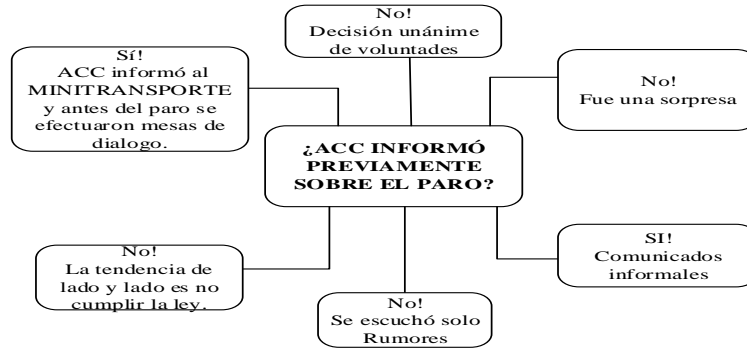 No!
Decisión unánime
de voluntades
Sí!
ACC informó al
MINITRANSPORTE
y antes del paro se
efectuaron mesas de
dialogo.
No!
Fue una sorpresa
¿ACC INFORMÓ
PREVIAMENTE
SOBRE EL PARO?
No!
La tendencia de
lado y lado es no
cumplir la ley.
SI!
Comunicados
informales
No!
Se escuchó solo
Rumores